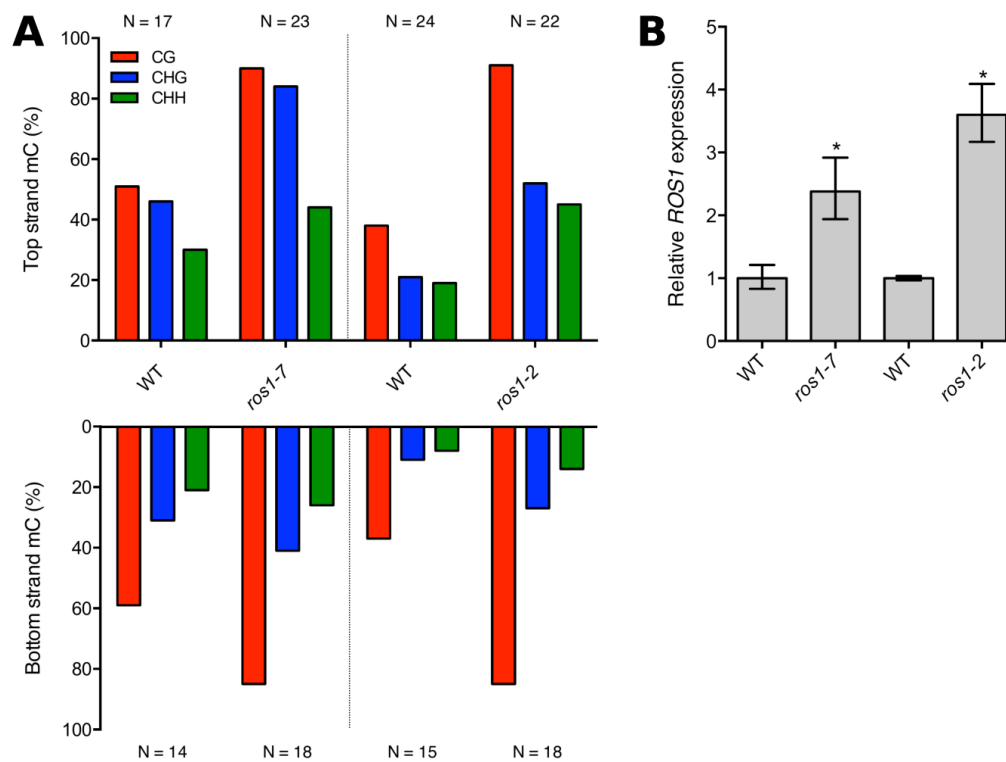 A
N = 17 N = 23 N = 24 N = 22
CG
CHG
CHH
Top strand mC (%)
100
80
60
40
20
0
WT ros1-7 WT ros1-2
Bottom strand mC (%)
0
20
40
60
80
100
N = 14 N = 18 N = 15 N = 18
B
Relative ROS1 expression
5
4
3
2
1
0
* *
WT ros1-7 WT ros1-2